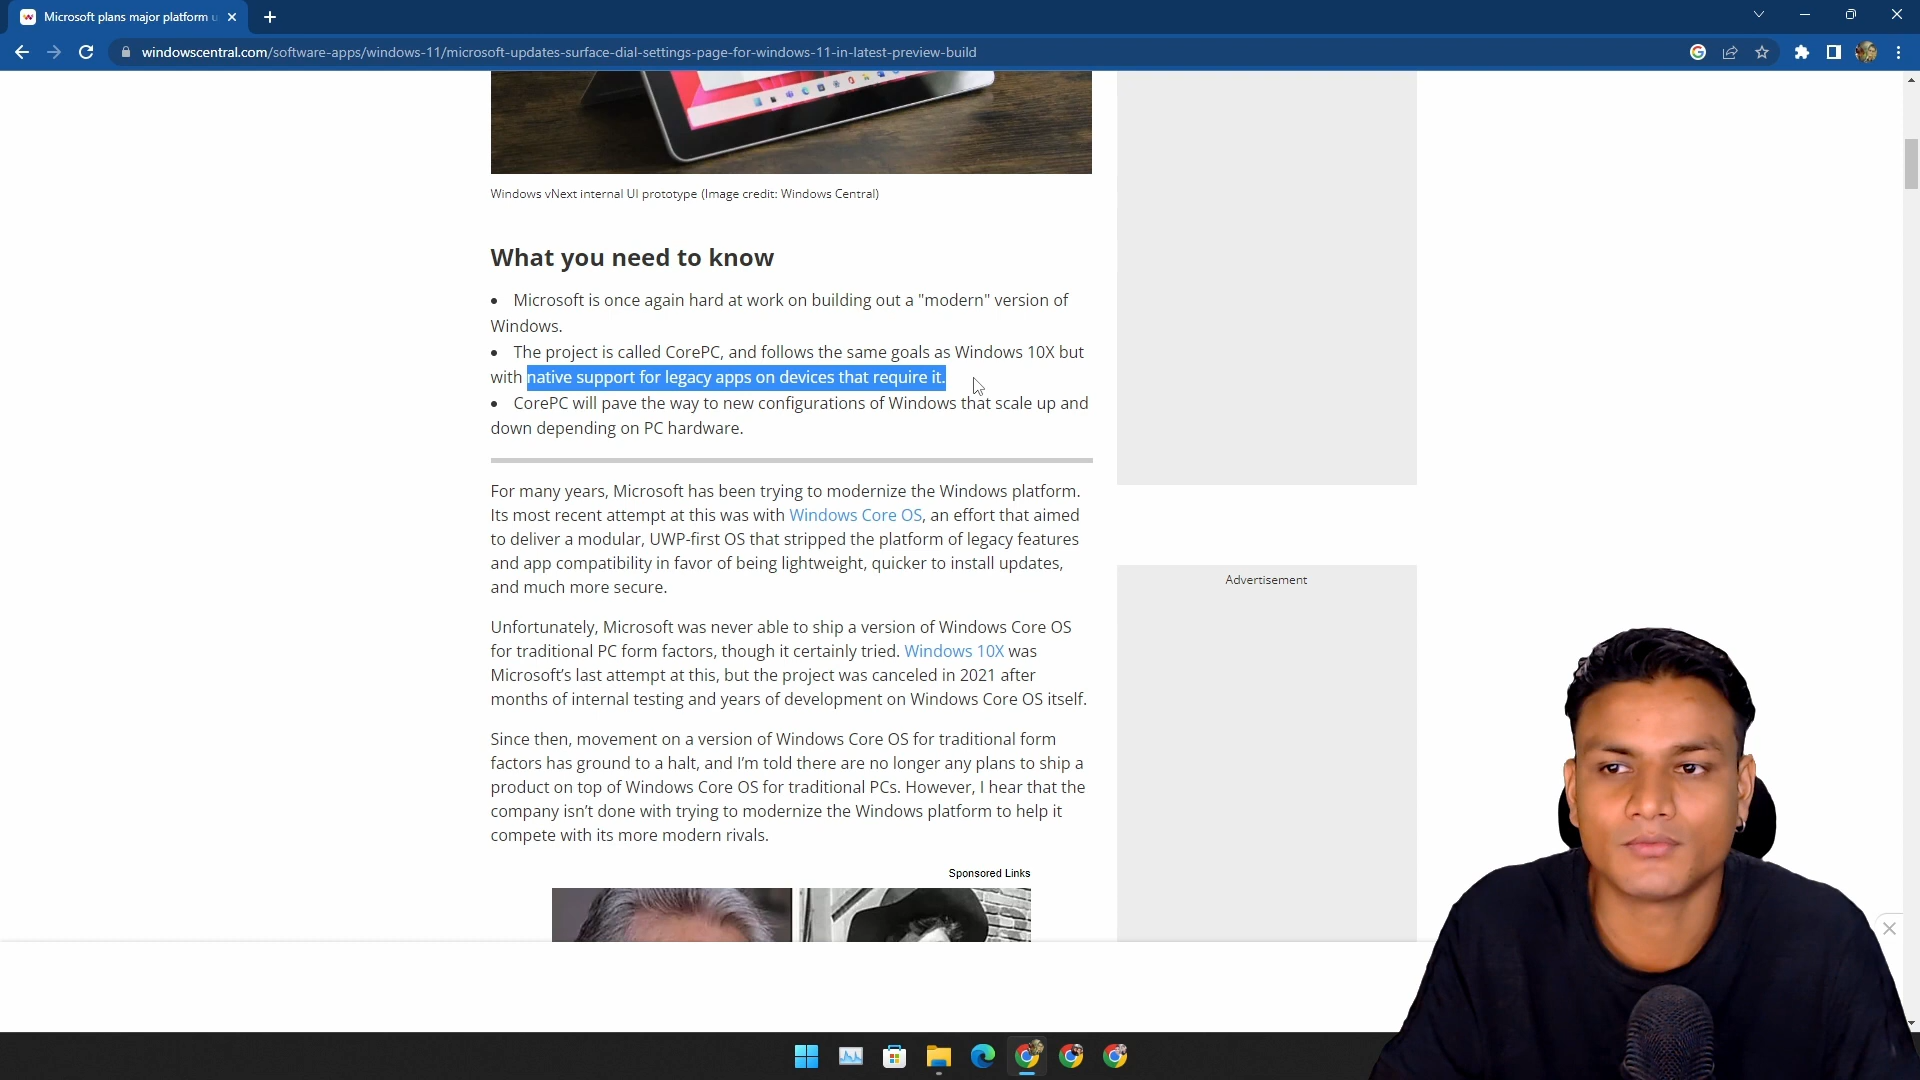 Microsoft plans major platform u
windowscentral.com/software-apps/windows-11/microsoft-updates-surface-dial-settings-page-for-windows-11-in-latest-preview-build
Windows vNext internal UI prototype (Image credit: Windows Central)
What you need to know
• Microsoft is once again hard at work on building out a "modern" version of
Windows.
• The project is called CorePC, and follows the same goals as Windows 10X but
with native support for legacy apps on devices that require it.
• CorePC will pave the way to new configurations of Windows that scale up and
down depending on PC hardware.
For many years, Microsoft has been trying to modernize the Windows platform.
Its most recent attempt at this was with Windows Core OS, an effort that aimed
to deliver a modular, UWP-first OS that stripped the platform of legacy features
and app compatibility in favor of being lightweight, quicker to install updates,
and much more secure.
Unfortunately, Microsoft was never able to ship a version of Windows Core OS
for traditional PC form factors, though it certainly tried. Windows 10X was
Microsoft’s last attempt at this, but the project was canceled in 2021 after
months of internal testing and years of development on Windows Core OS itself.
Since then, movement on a version of Windows Core OS for traditional form
factors has ground to a halt, and I’m told there are no longer any plans to ship a
product on top of Windows Core OS for traditional PCs. However, I hear that the
company isn’t done with trying to modernize the Windows platform to help it
compete with its more modern rivals.
Sponsored Links
Advertisement